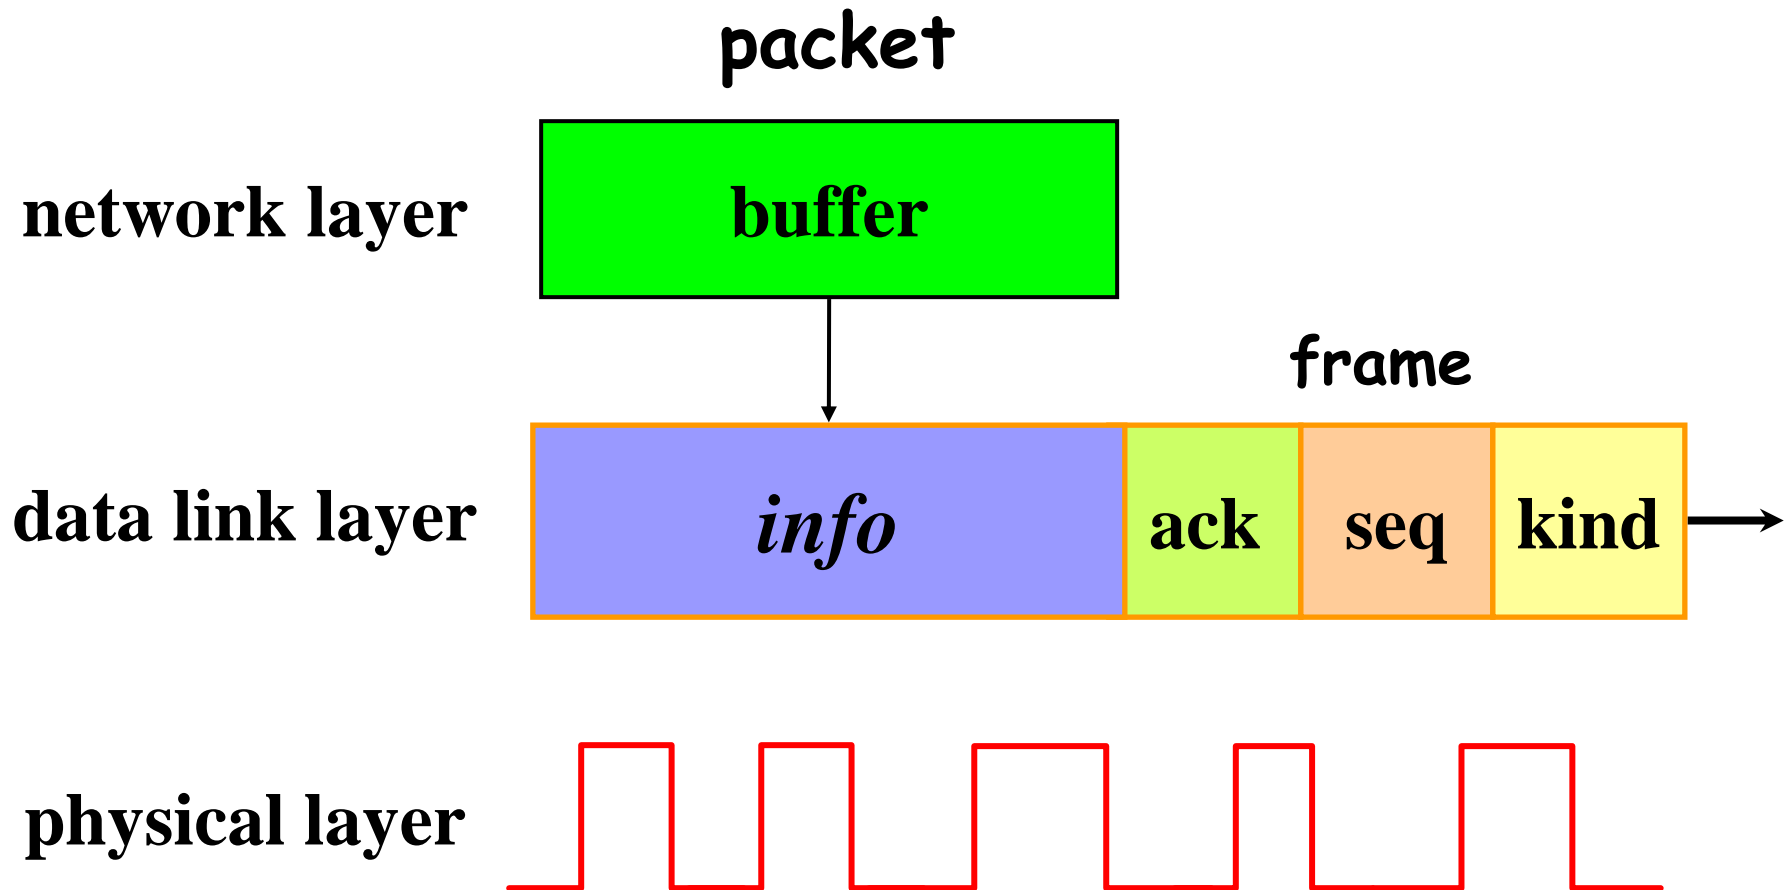 packet
network layer
buffer
frame
data link layer
info
ack
seq
kind
physical layer